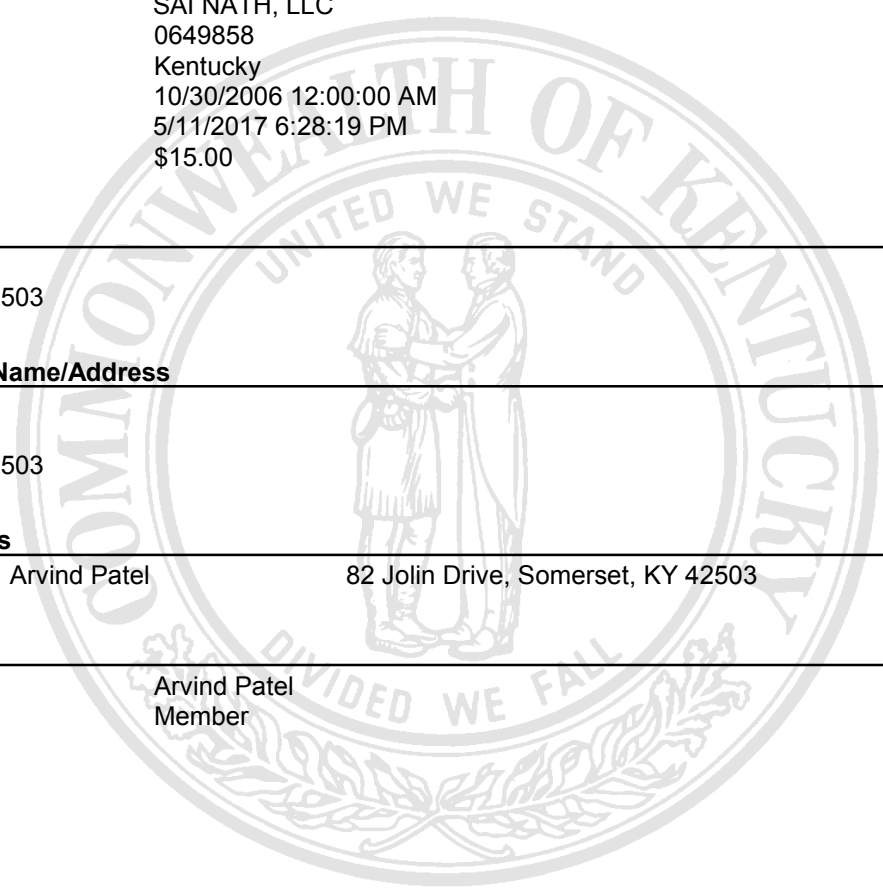 SAI NATH, LLC
0649858
Kentucky
10/30/2006 12:00:00 AM
5/11/2017 6:28:19 PM
$15.00
COMMONWEALTH OF KENTUCKY
UNITED WE STAND
503
Name/Address
503
s
Arvind Patel 82 Jolin Drive, Somerset, KY 42503
Arvind Patel
Member
DIVIDED WE FALL